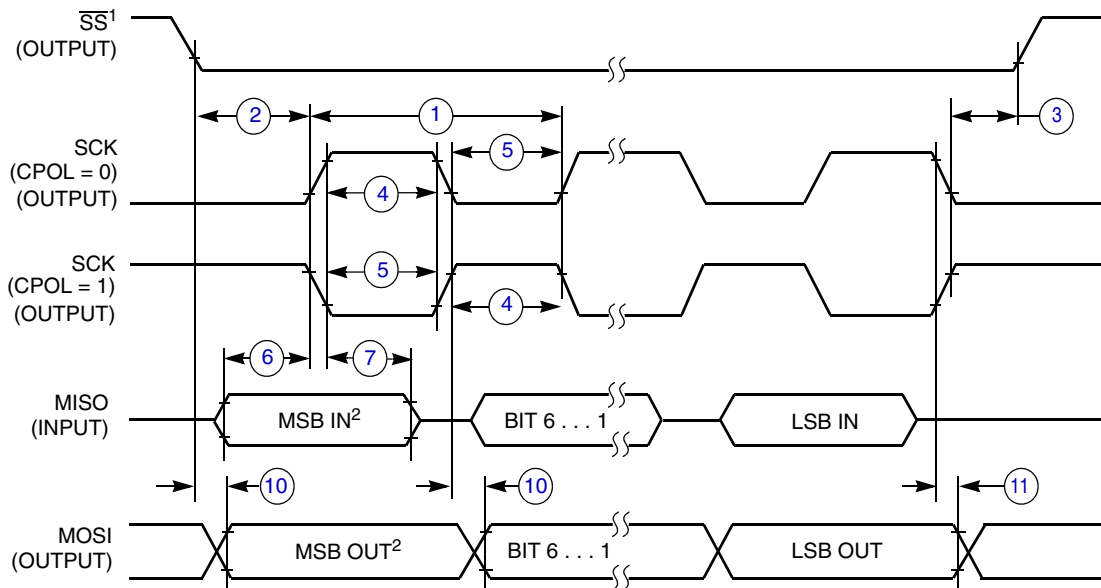 SS¹
(OUTPUT)
2
1
3
SCK
(CPOL = 0)
(OUTPUT)
5
4
SCK
(CPOL = 1)
(OUTPUT)
5
4
6
7
MISO
(INPUT)
MSB IN²
BIT 6 . . . 1
LSB IN
10
10
11
MOSI
(OUTPUT)
MSB OUT²
BIT 6 . . . 1
LSB OUT